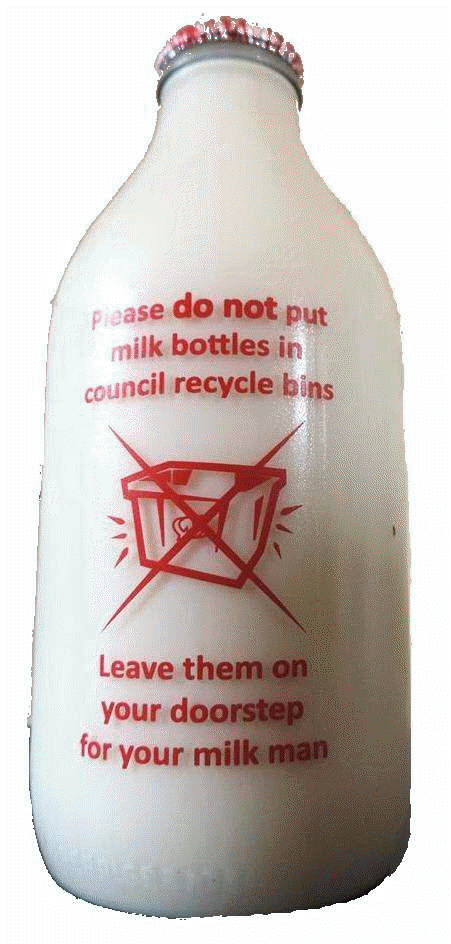 Please do not put
milk bottles in
council recycle bins
Leave them on
your doorstep
for your milk man